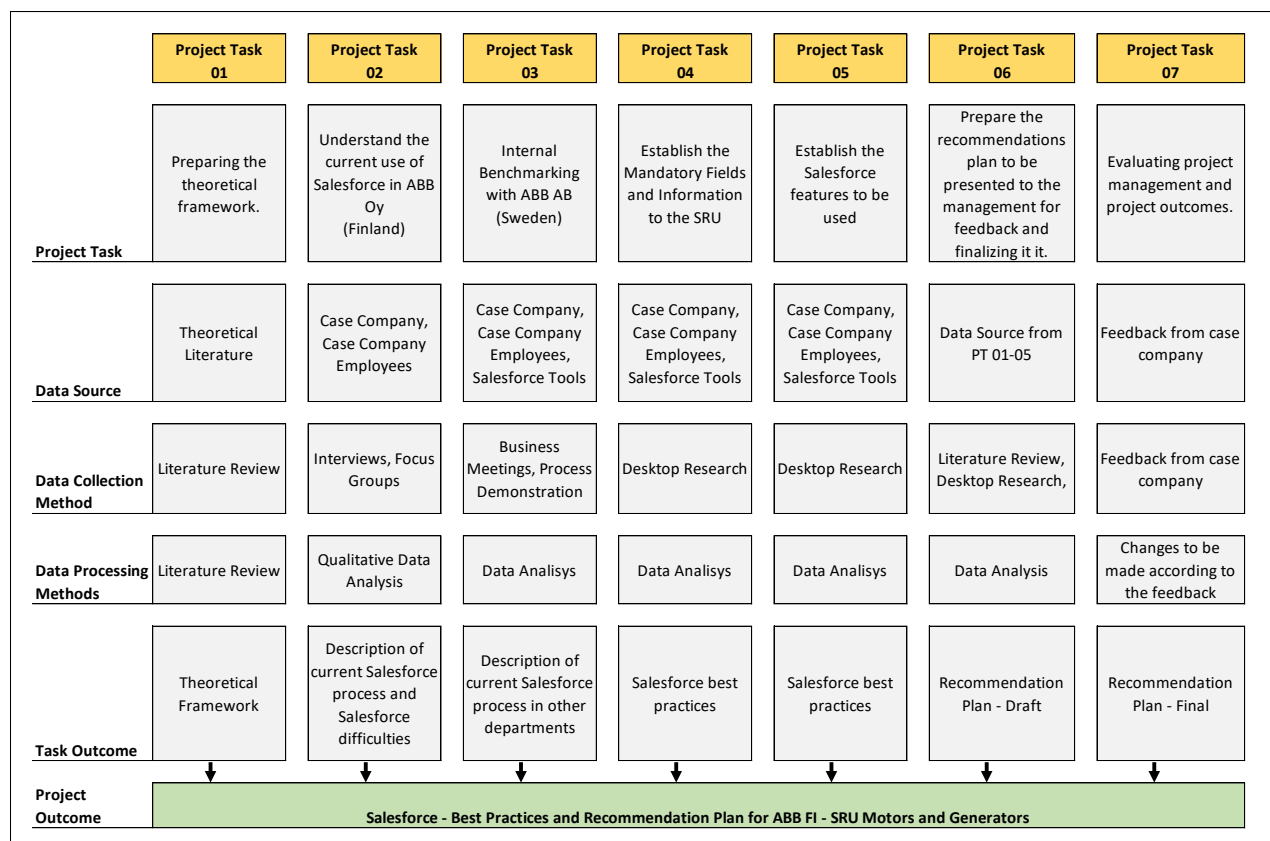 Project Task
01
Project Task
02
Project Task
03
Project Task
04
Project Task
05
Project Task
06
Project Task
07
Project Task
Preparing the
theoretical
framework.
Understand the
current use of
Salesforce in ABB
Oy
(Finland)
Internal
Benchmarking
with ABB AB
(Sweden)
Establish the
Mandatory Fields
and Information
to the SRU
Establish the
Salesforce
features to be
used
Prepare the
recommendations
plan to be
presented to the
management for
feedback and
finalizing it it.
Evaluating project
management and
project outcomes.
Data Source
Theoretical
Literature
Case Company,
Case Company
Employees
Case Company,
Case Company
Employees,
Salesforce Tools
Case Company,
Case Company
Employees,
Salesforce Tools
Case Company,
Case Company
Employees,
Salesforce Tools
Data Source from
PT 01-05
Feedback from case
company
Data Collection
Method
Literature Review
Interviews, Focus
Groups
Business
Meetings, Process
Demonstration
Desktop Research
Desktop Research
Literature Review,
Desktop Research,
Feedback from case
company
Data Processing
Methods
Literature Review
Qualitative Data
Analysis
Data Analisys
Data Analisys
Data Analisys
Data Analysis
Changes to be
made according to
the feedback
Task Outcome
Theoretical
Framework
Description of
current Salesforce
process and
Salesforce
difficulties
Description of
current Salesforce
process in other
departments
Salesforce best
practices
Salesforce best
practices
Recommendation
Plan - Draft
Recommendation
Plan - Final
Project
Outcome
Salesforce - Best Practices and Recommendation Plan for ABB FI - SRU Motors and Generators